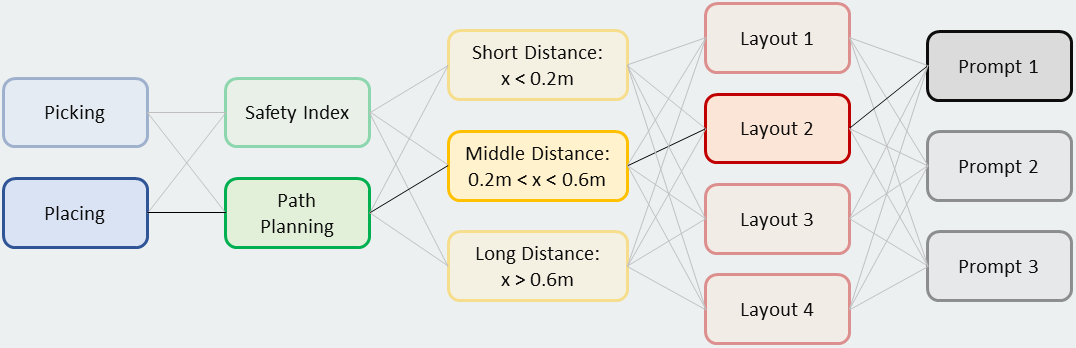 Picking
Placing
Safety Index
Path
Planning
Short Distance:
x < 0.2m
Middle Distance:
0.2m < x < 0.6m
Long Distance:
x > 0.6m
Layout 1
Layout 2
Layout 3
Layout 4
Prompt 1
Prompt 2
Prompt 3